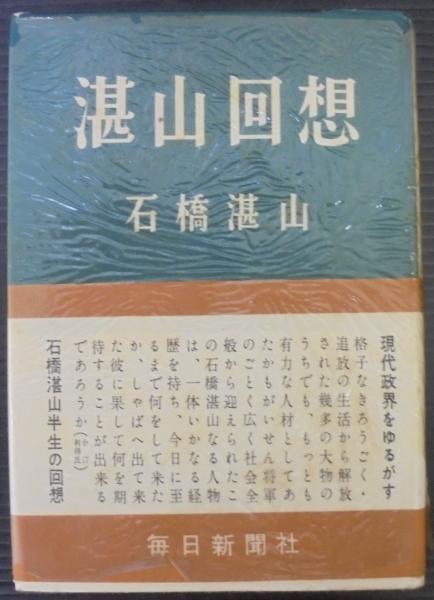 湛山回想
石橋湛山
現代政界をゆるがす
格子なきろうごく・
追放の生活から解放
された幾多の大物の
うちでも、もっとも
有力な人材としてあ
たかもがいせん将軍
のごとく広く社会全
般から迎えられたこ
の石橋湛山なる人物
は、一体いかなる経
歴を持ち、今日に至
るまで何をして来た
か、しゃばへ出て来
た彼に果して何を期
待することが出来る
であろうか
石橋湛山半生の回想
毎日新聞社